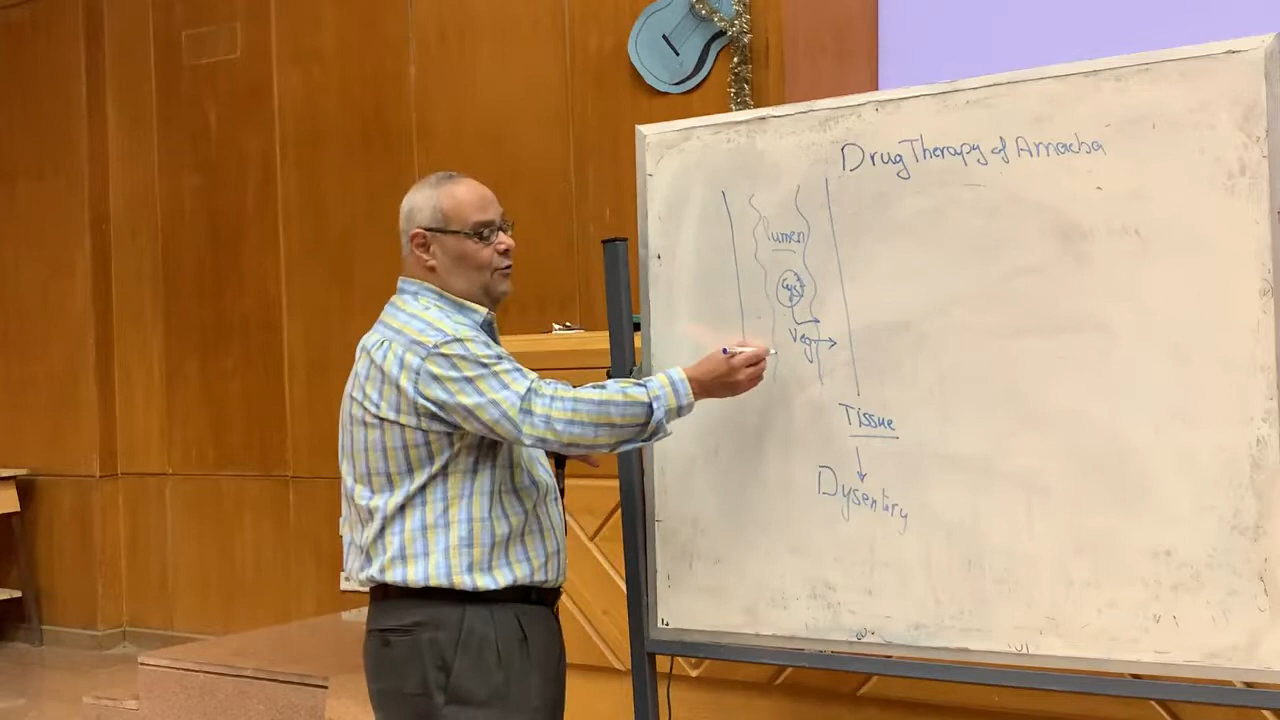 Drug Therapy of Amoeba
lumen
Cyst
Veg
Tissue
Dysentery